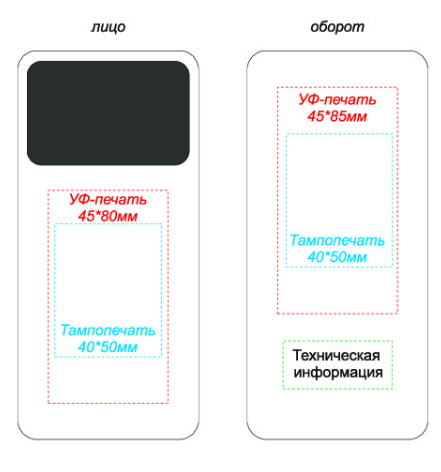 лицо
УФ-печать
45*80мм
Тампопечать
40*50мм
оборот
УФ-печать
45*85мм
Тампопечать
40*50мм
Техническая
информация